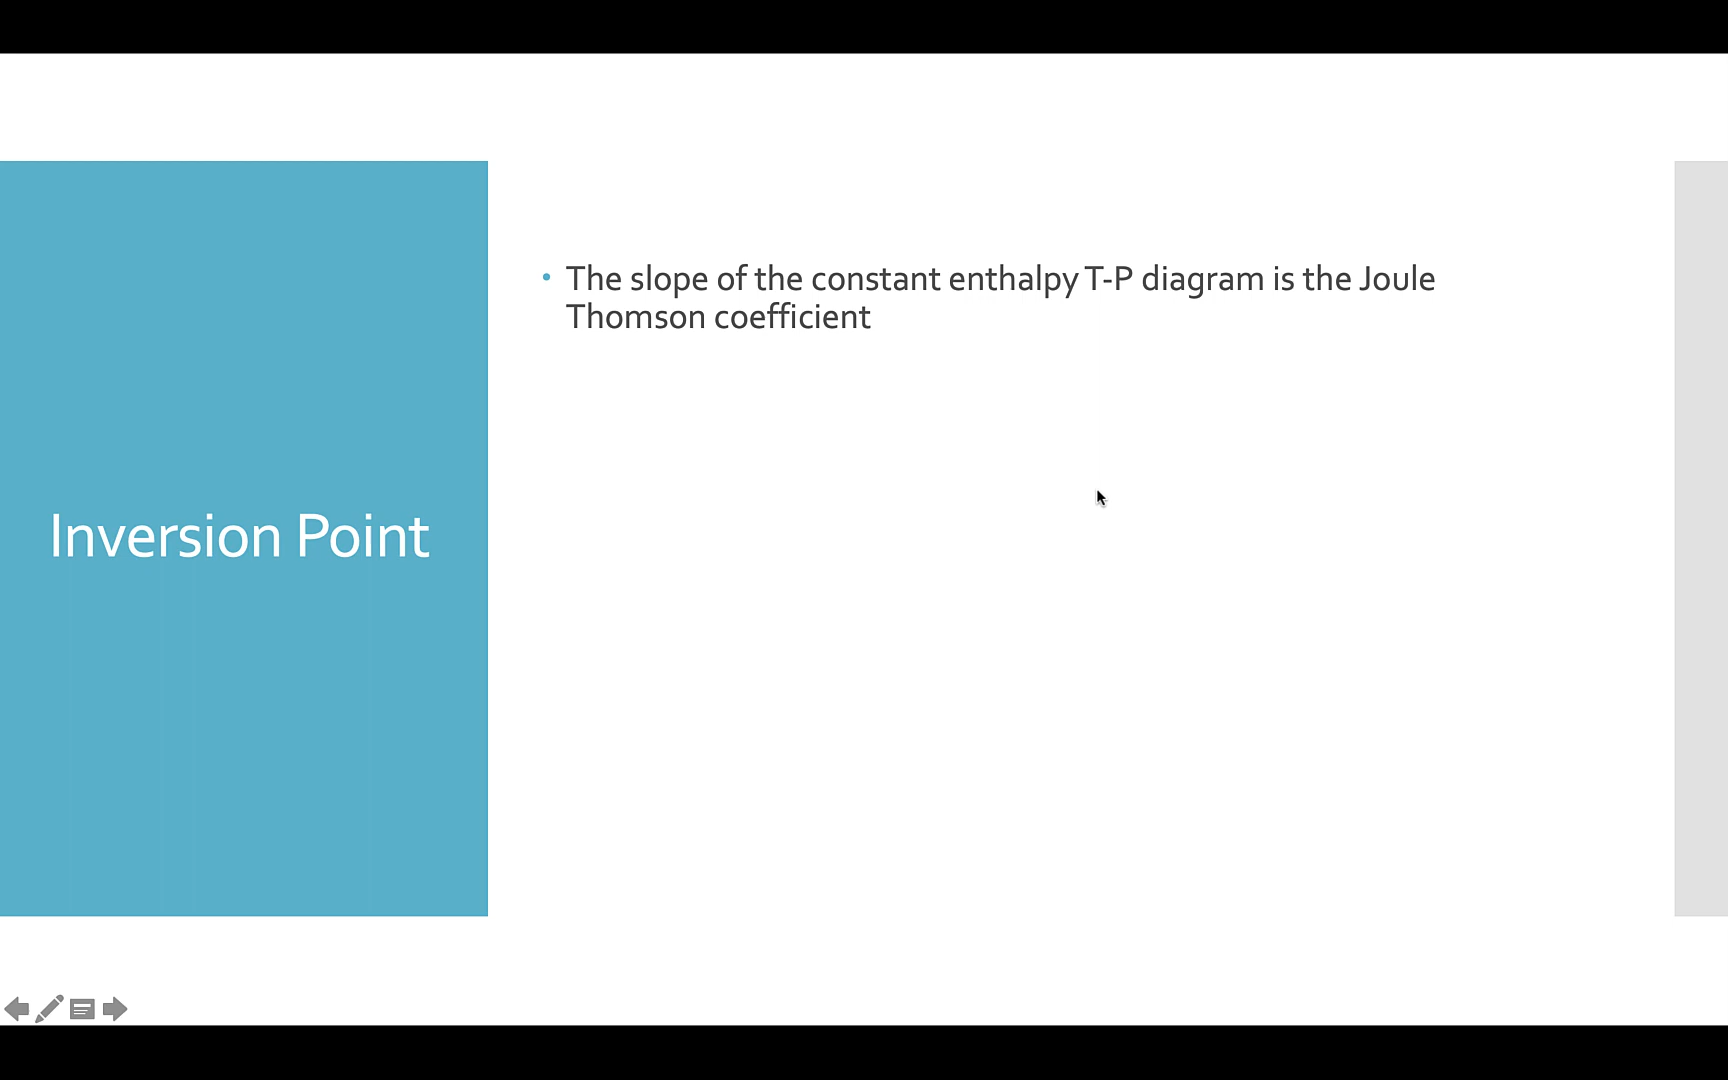 Inversion Point
• The slope of the constant enthalpy T-P diagram is the Joule
Thomson coefficient